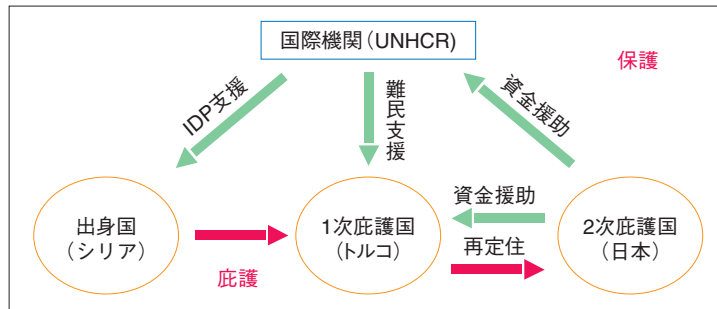 国際機関(UNHCR)
保護
IDP支援
難民支援
資金援助
資金援助
出身国
(シリア)
庇護
1次庇護国
(トルコ)
再定住
2次庇護国
(日本)